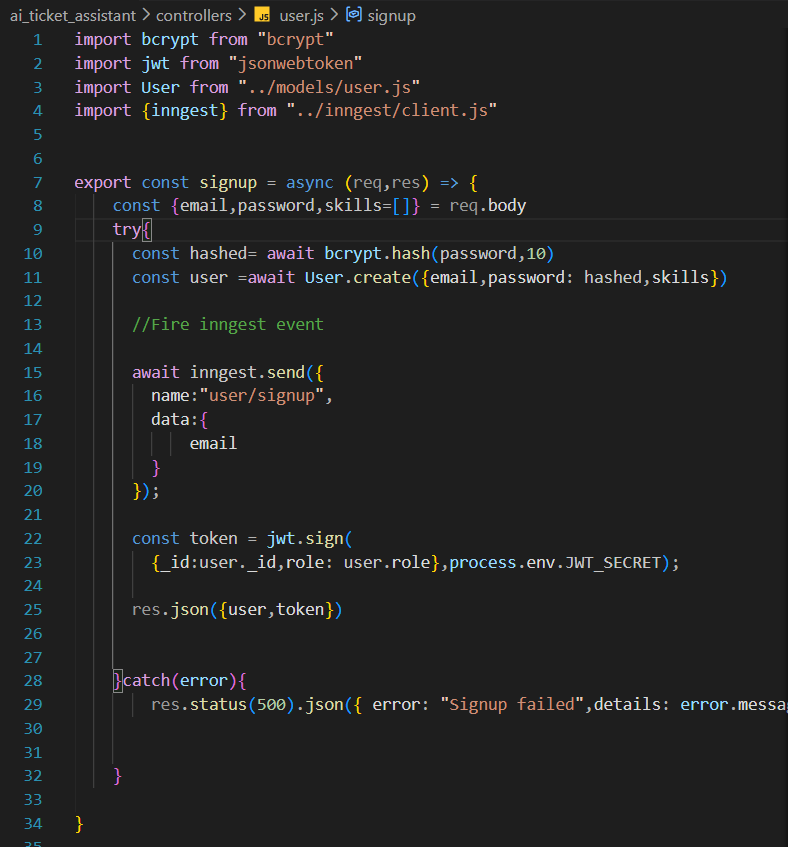 ai_ticket_assistant > controllers > JS user.js > signup
1 import bcrypt from "bcrypt"
2 import jwt from "jsonwebtoken"
3 import User from "../models/user.js"
4 import {inngest} from "../inngest/client.js"
5
6
7 export const signup = async (req,res) => {
8 const {email,password,skills=[]} = req.body
9 try{
10 const hashed= await bcrypt.hash(password,10)
11 const user =await User.create({email,password: hashed,skills})
12
13 //Fire inngest event
14
15 await inngest.send({
16 name:"user/signup",
17 data:{
18 email
19 }
20 });
21
22 const token = jwt.sign(
23 {_id:user._id,role: user.role},process.env.JWT_SECRET);
24
25 res.json({user,token})
26
27
28 }catch(error){
29 res.status(500).json({ error: "Signup failed",details: error.messa
30
31
32 }
33
34 }
35